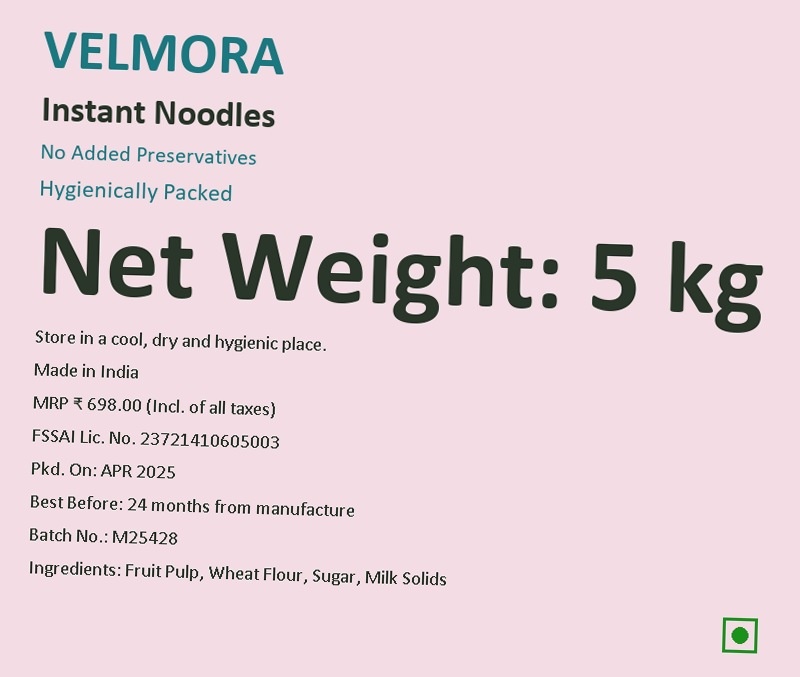 VELMORA
Instant Noodles
No Added Preservatives
Hygienically Packed
Net Weight: 5 kg
Store in a cool, dry and hygienic place.
Made in India
MRP ₹ 698.00 (Incl. of all taxes)
FSSAI Lic. No. 23721410605003
Pkd. On: APR 2025
Best Before: 24 months from manufacture
Batch No.: M25428
Ingredients: Fruit Pulp, Wheat Flour, Sugar, Milk Solids